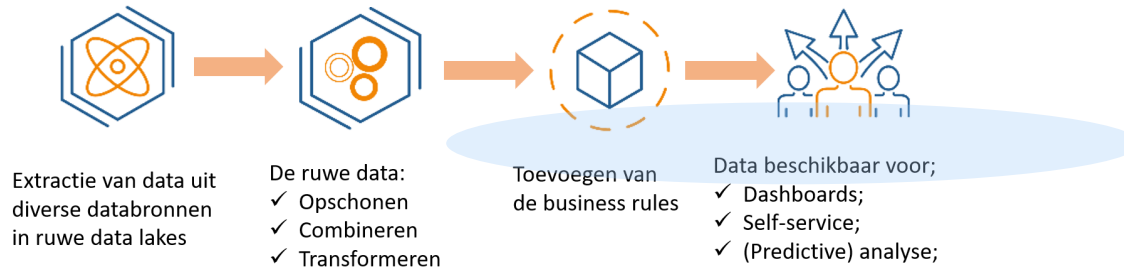 Extractie van data uit
diverse databronnen
in ruwe data lakes
De ruwe data:
✓ Opschonen
✓ Combineren
✓ Transformeren
Toevoegen van
de business rules
Data beschikbaar voor;
✓ Dashboards;
✓ Self-service;
✓ (Predictive) analyse;